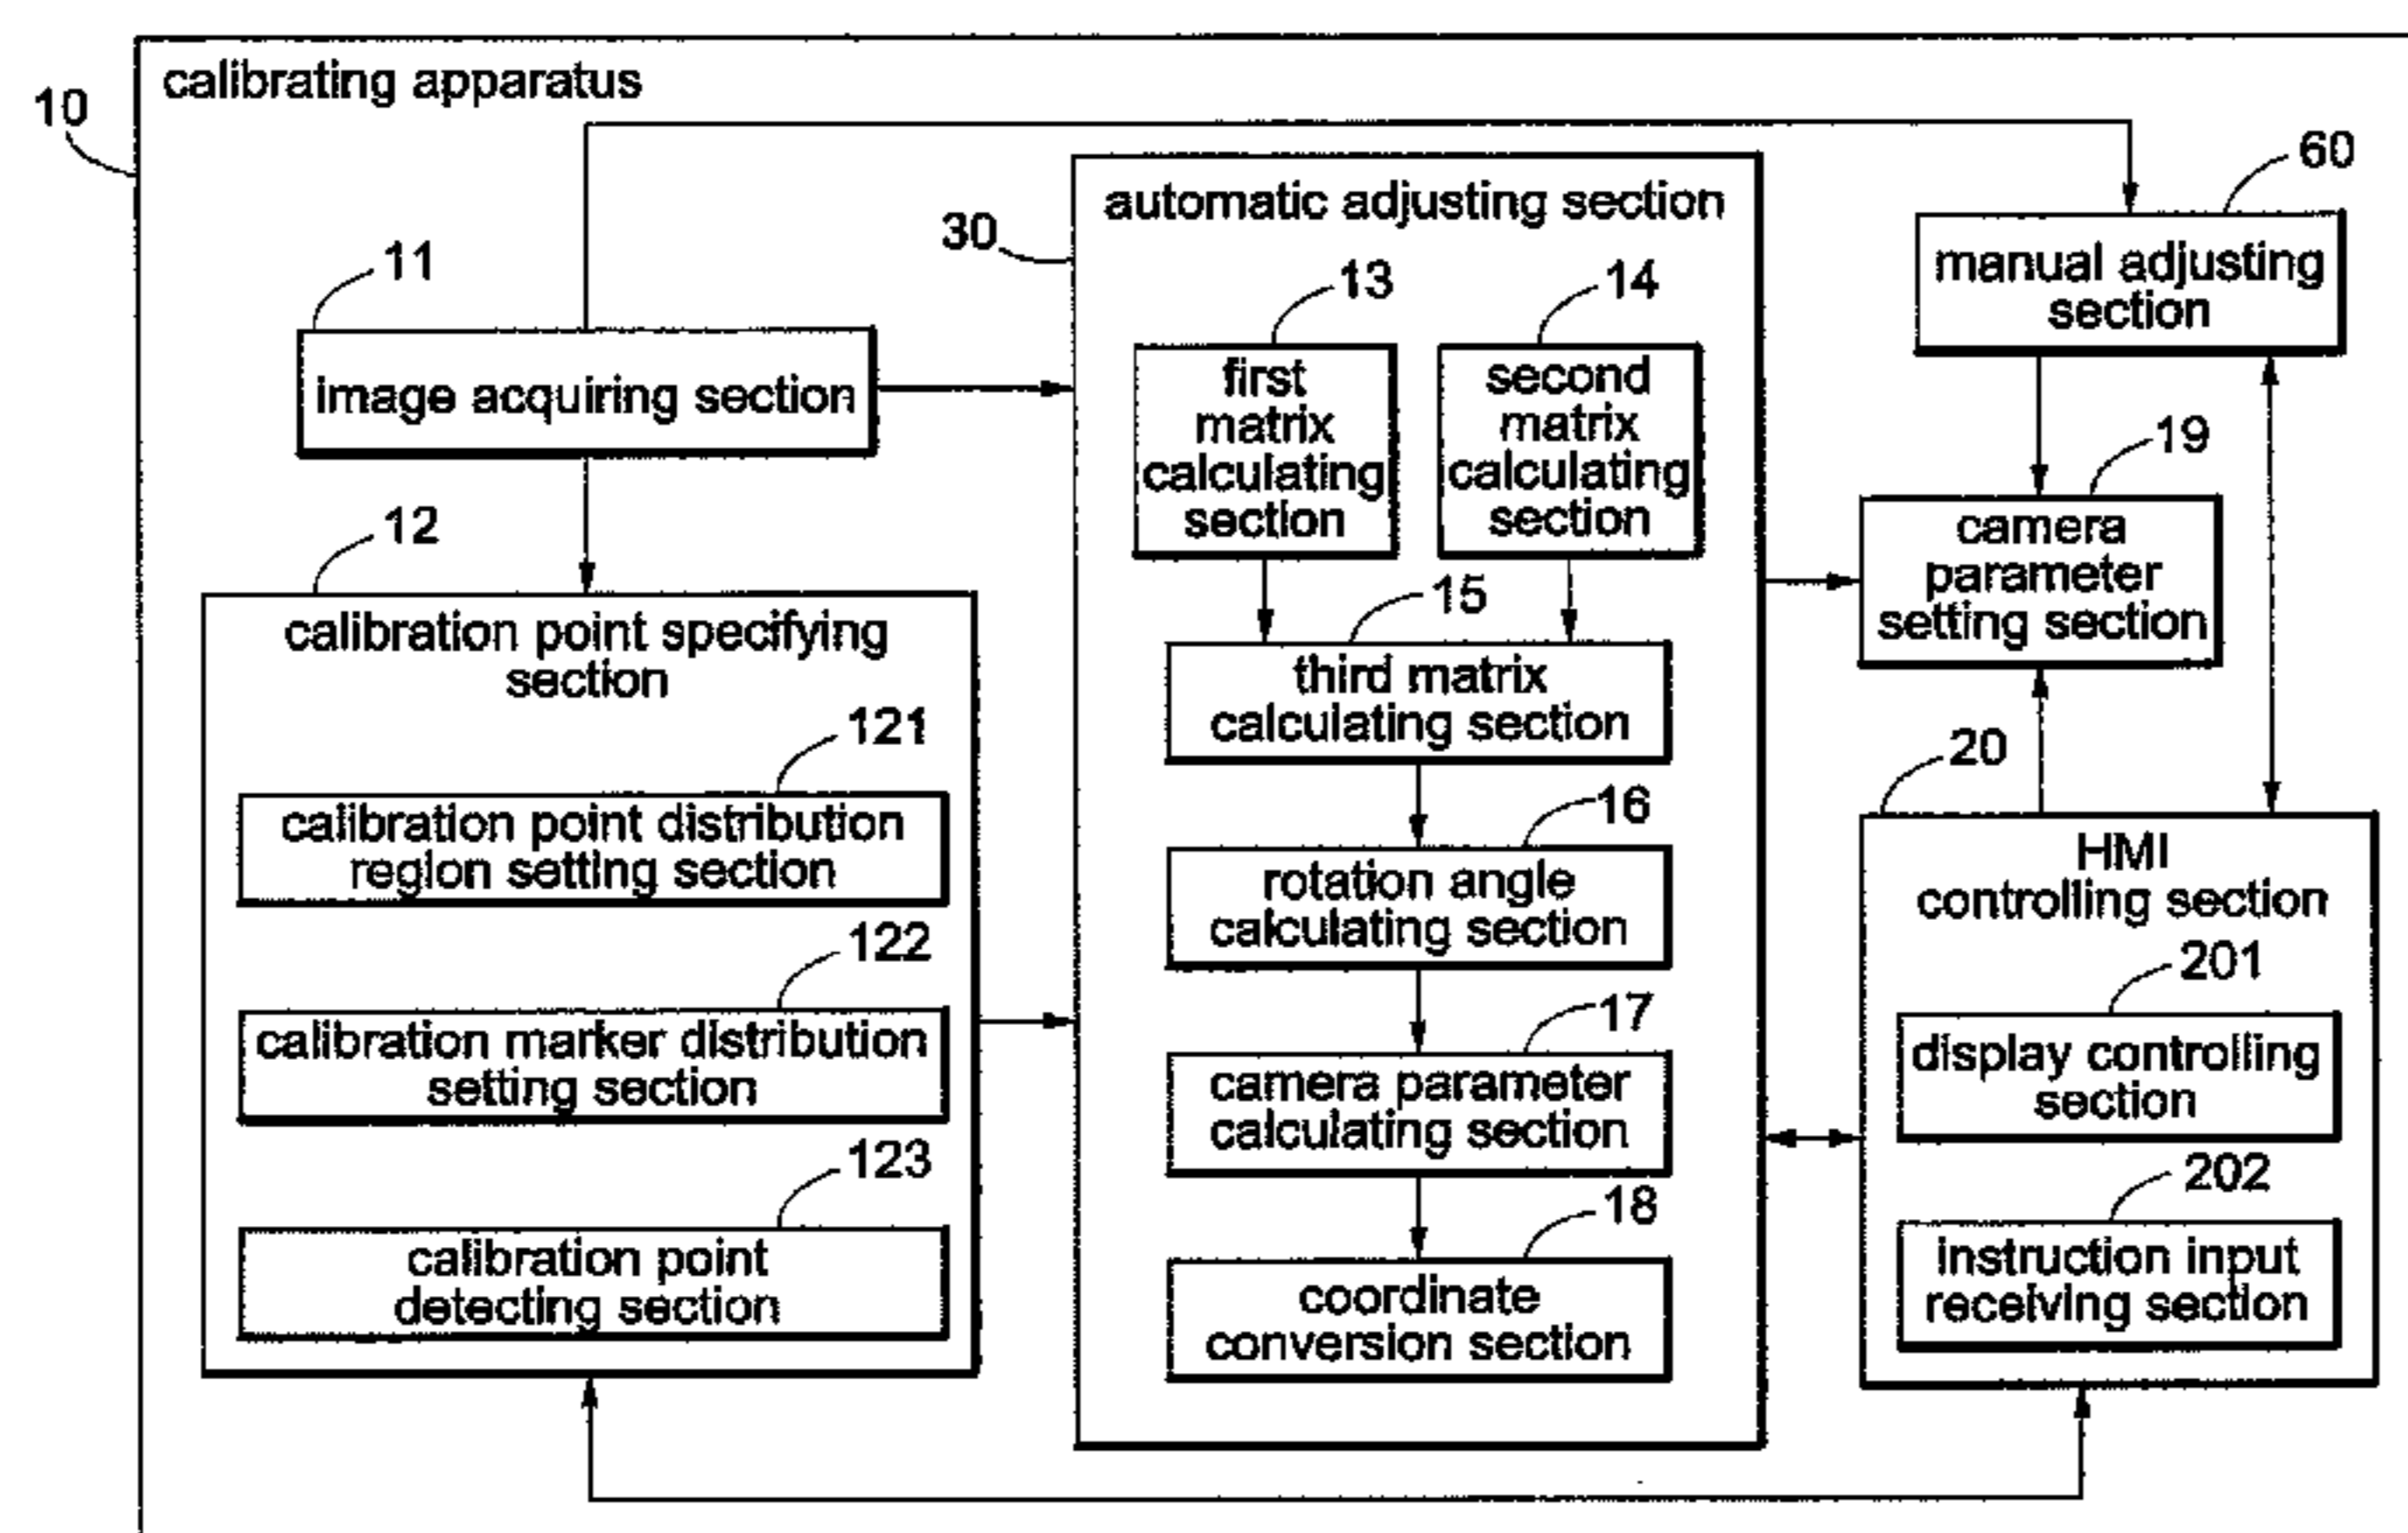 calibrating apparatus
10
60
automatic adjusting section
30
11
manual adjusting
section
13
14
image acquiring section
first
matrix
calculating
section
second
matrix
calculating
section
19
camera
parameter
setting section
12
calibration point specifying
section
15
third matrix
calculating section
121
calibration point distribution
region setting section
20
16
rotation angle
calculating section
HMI
controlling section
122
calibration marker distribution
setting section
201
display controlling
section
17
camera parameter
calculating section
123
calibration point
detecting section
202
instruction input
receiving section
18
coordinate
conversion section